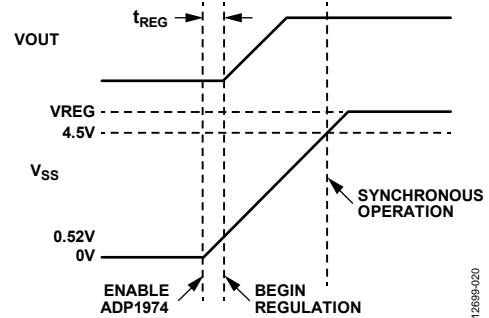 tREG
VOUT
VREG
4.5V
VSS
SYNCHRONOUS
OPERATION
0.52V
0V
ENABLE
ADP1974
BEGIN
REGULATION
12699-020